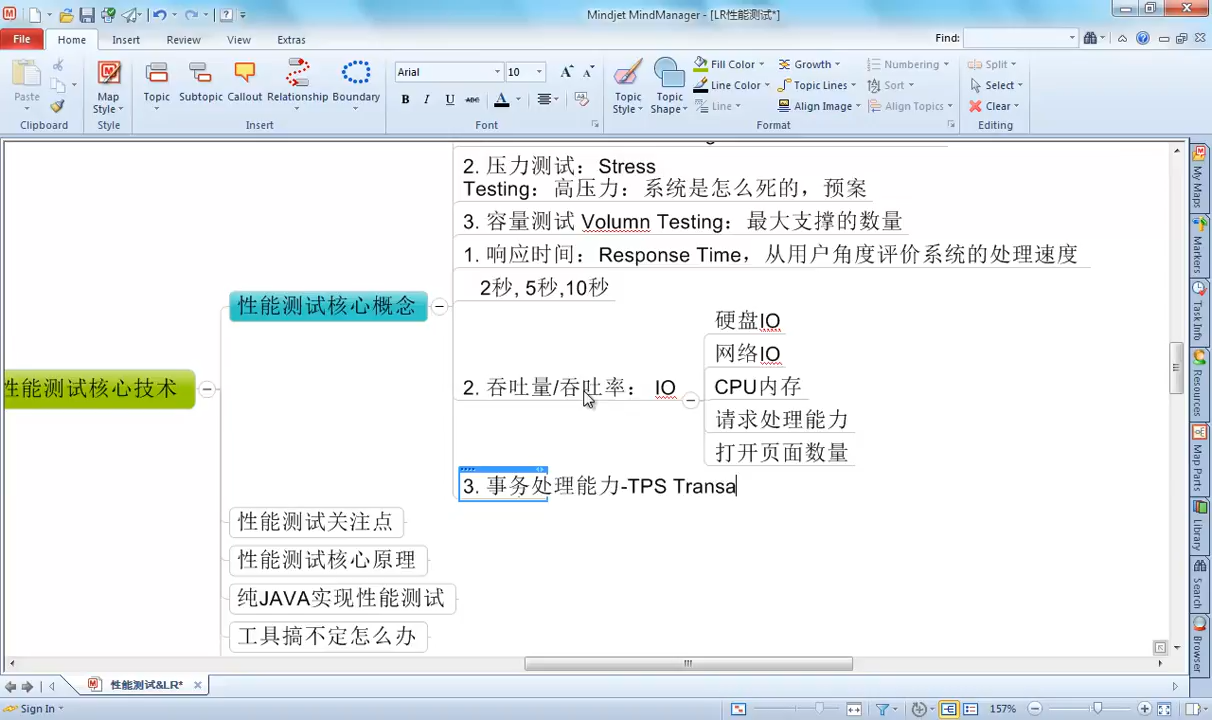 Mindjet MindManager - [LR性能测试*]
File Home Insert Review View Extras
Find:
Paste
Map Style
Topic Subtopic Callout Relationship Boundary
Arial 10
B I U abc A
Topic Style
Topic Shape
Fill Color Growth Numbering Split
Line Color Topic Lines Sort Select
Line Align Image Align Topics Clear
Clipboard Style Insert Font Format Editing
2. 压力测试：Stress
Testing：高压力：系统是怎么死的，预案
3. 容量测试 Volumn Testing：最大支撑的数量
1. 响应时间：Response Time，从用户角度评价系统的处理速度
2秒, 5秒,10秒
性能测试核心概念
硬盘IO
网络IO
2. 吞吐量/吞吐率： IO
CPU内存
请求处理能力
打开页面数量
性能测试核心技术
3. 事务处理能力-TPS Transa
性能测试关注点
性能测试核心原理
纯JAVA实现性能测试
工具搞不定怎么办
My Maps
Markers
Task Info
Resources
Map Parts
Library
Search
Browser
性能测试&LR*
Sign In
157%